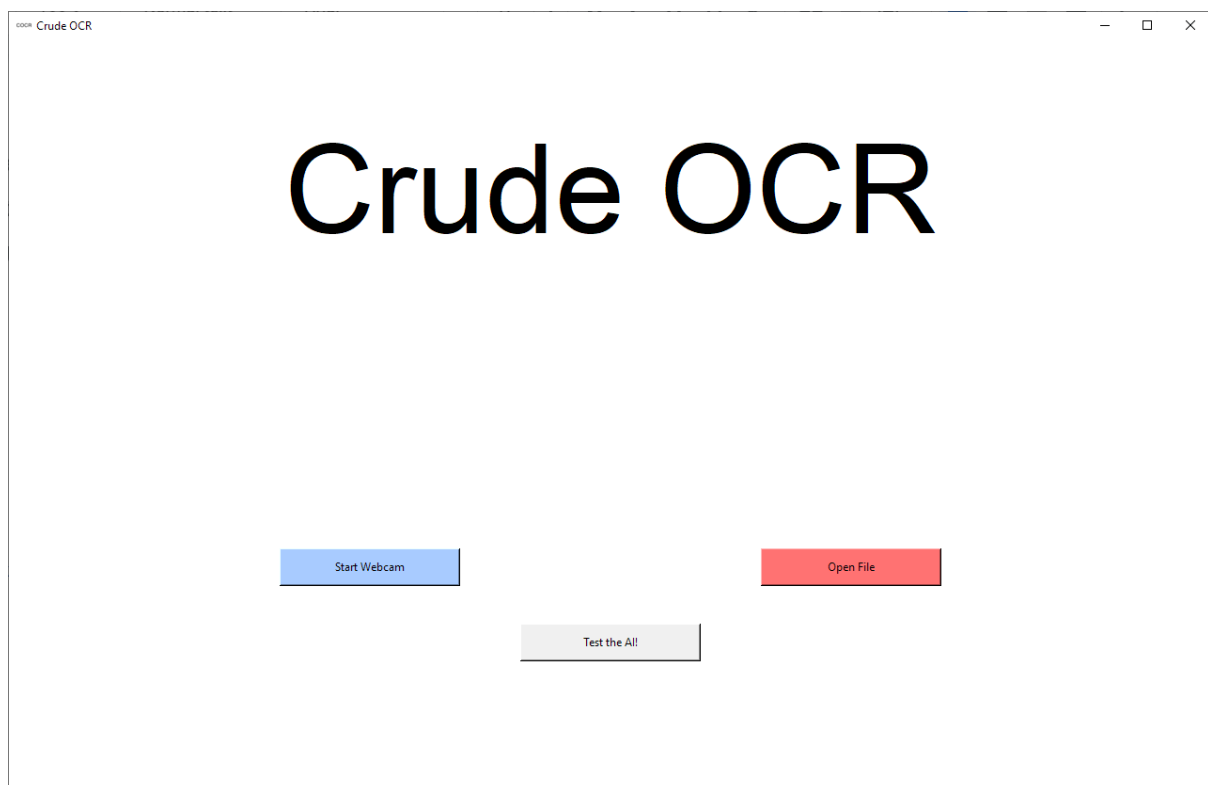 COCR Crude OCR
Crude OCR
Start Webcam
Open File
Test the AI!